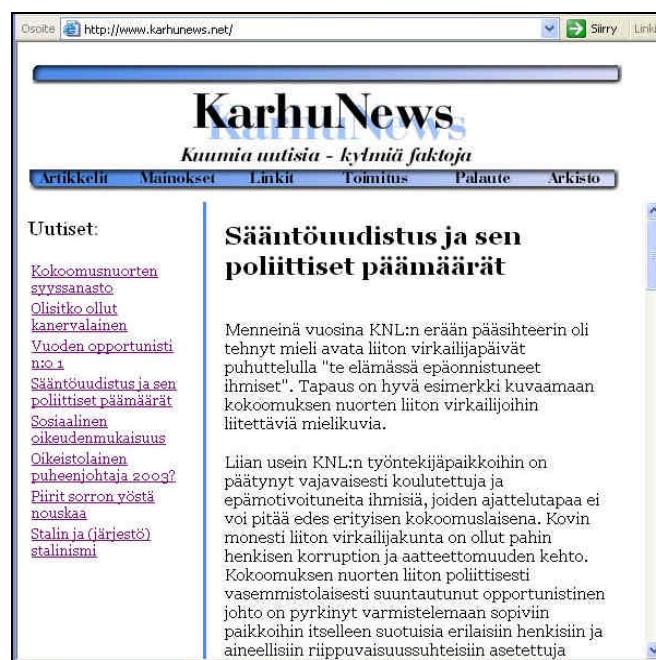 Osoite http://www.karhunews.net/ Siirry Linki
KarhuNews
Kuumia uutisia - kylmiä faktoja
Artikkelit Mainokset Linkit Toimitus Palaute Arkisto
Uutiset:
Kokoomusnuorten
syyssanasto
Olisitko ollut
kanervalainen
Vuoden opportunisti
n:o 1
Sääntöuudistus ja sen
poliittiset päämäärät
Sosiaalinen
oikeudenmukaisuus
Oikeistolainen
puheenjohtaja 2003?
Piirit sorron yöstä
nouskaa
Stalin ja (järjestö)
stalinismi
Sääntöuudistus ja sen
poliittiset päämäärät
Menneinä vuosina KNL:n erään pääsihteerin oli
tehnyt mieli avata liiton virkailijapäivät
puhuttelulla "te elämässä epäonnistuneet
ihmiset". Tapaus on hyvä esimerkki kuvaamaan
kokoomuksen nuorten liiton virkailijoihin
liitettäviä mielikuvia.
Liian usein KNL:n työntekijäpaikkoihin on
päätynyt vajavaisesti koulutettuja ja
epämotivoituneita ihmisiä, joiden ajattelutapaa ei
voi pitää edes erityisen kokoomuslaisena. Kovin
monesti liiton virkailijakunta on ollut pahin
henkisen korruption ja aatteettomuuden kehto.
Kokoomuksen nuorten liiton poliittisesti
vasemmistolaisesti suuntautunut opportunistinen
johto on pyrkinyt varmistelemaan sopiviin
paikkoihin itselleen suotuisia erilaisiin henkisiin ja
aineellisiin riippuvaisuussuhteisiin asetettuja